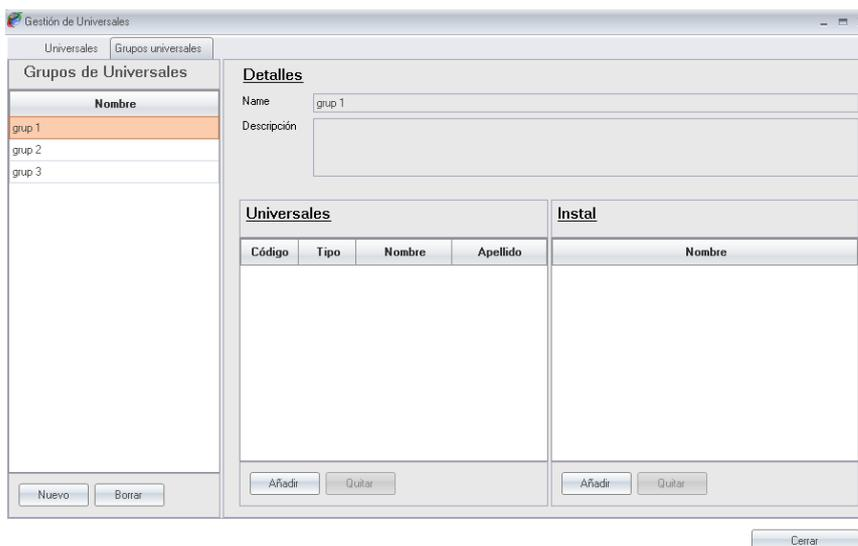 Gestión de Universales
Universales Grupos universales
Grupos de Universales
Nombre
grup 1
grup 2
grup 3
Nuevo Borrar
Detalles
Name grup 1
Descripción
Universales
Código Tipo Nombre Apellido
Añadir Quitar
Instal
Nombre
Añadir Quitar
Cerrar